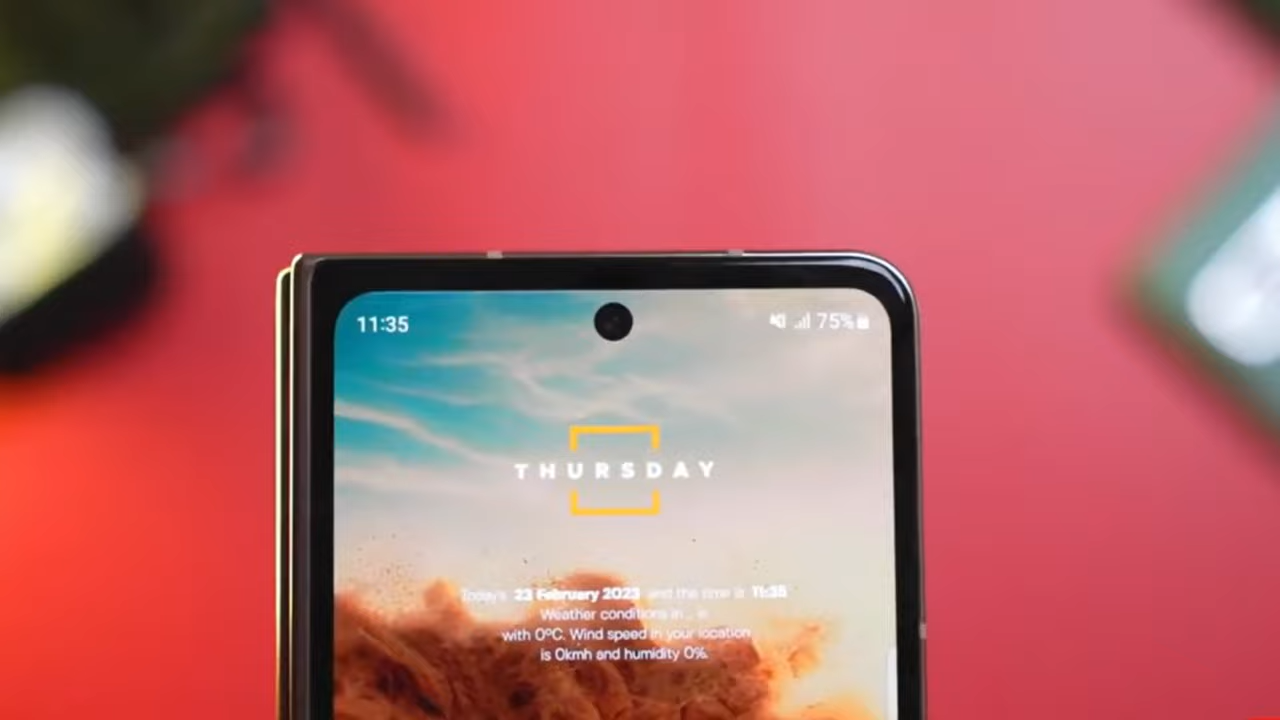 11:35
75%
THURSDAY
Today's 23 February 2023 and the time is 11:35
Weather conditions in , is
with 0ºC. Wind speed in your location
is 0kmh and humidity 0%.